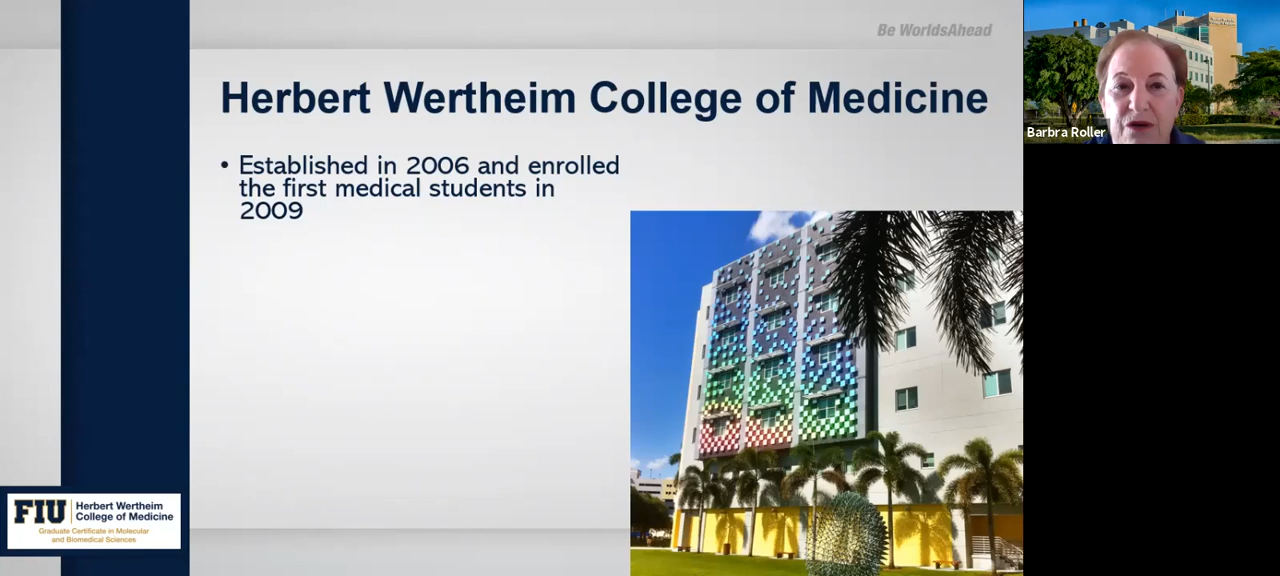 Be WorldsAhead
Herbert Wertheim College of Medicine
• Established in 2006 and enrolled
the first medical students in
2009
Barbra Roller
FIU
Herbert Wertheim
College of Medicine
Graduate Certificate in Molecular
and Biomedical Sciences